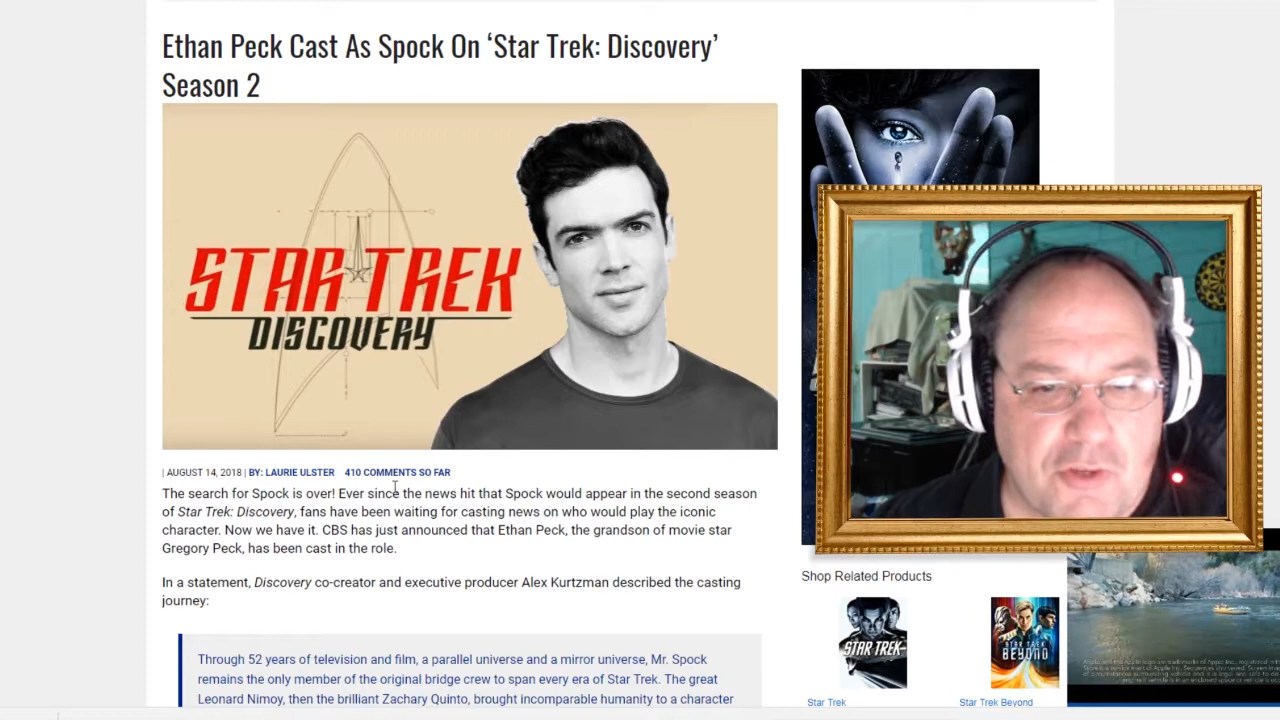 Ethan Peck Cast As Spock On ‘Star Trek: Discovery’
Season 2
STAR TREK
DISCOVERY
| AUGUST 14, 2018 | BY: LAURIE ULSTER 410 COMMENTS SO FAR
The search for Spock is over! Ever since the news hit that Spock would appear in the second season
of Star Trek: Discovery, fans have been waiting for casting news on who would play the iconic
character. Now we have it. CBS has just announced that Ethan Peck, the grandson of movie star
Gregory Peck, has been cast in the role.
In a statement, Discovery co-creator and executive producer Alex Kurtzman described the casting
journey:
Through 52 years of television and film, a parallel universe and a mirror universe, Mr. Spock
remains the only member of the original bridge crew to span every era of Star Trek. The great
Leonard Nimoy, then the brilliant Zachary Quinto, brought incomparable humanity to a character
Shop Related Products
STAR TREK
STAR TREK
BEYOND
Star Trek
Star Trek Beyond